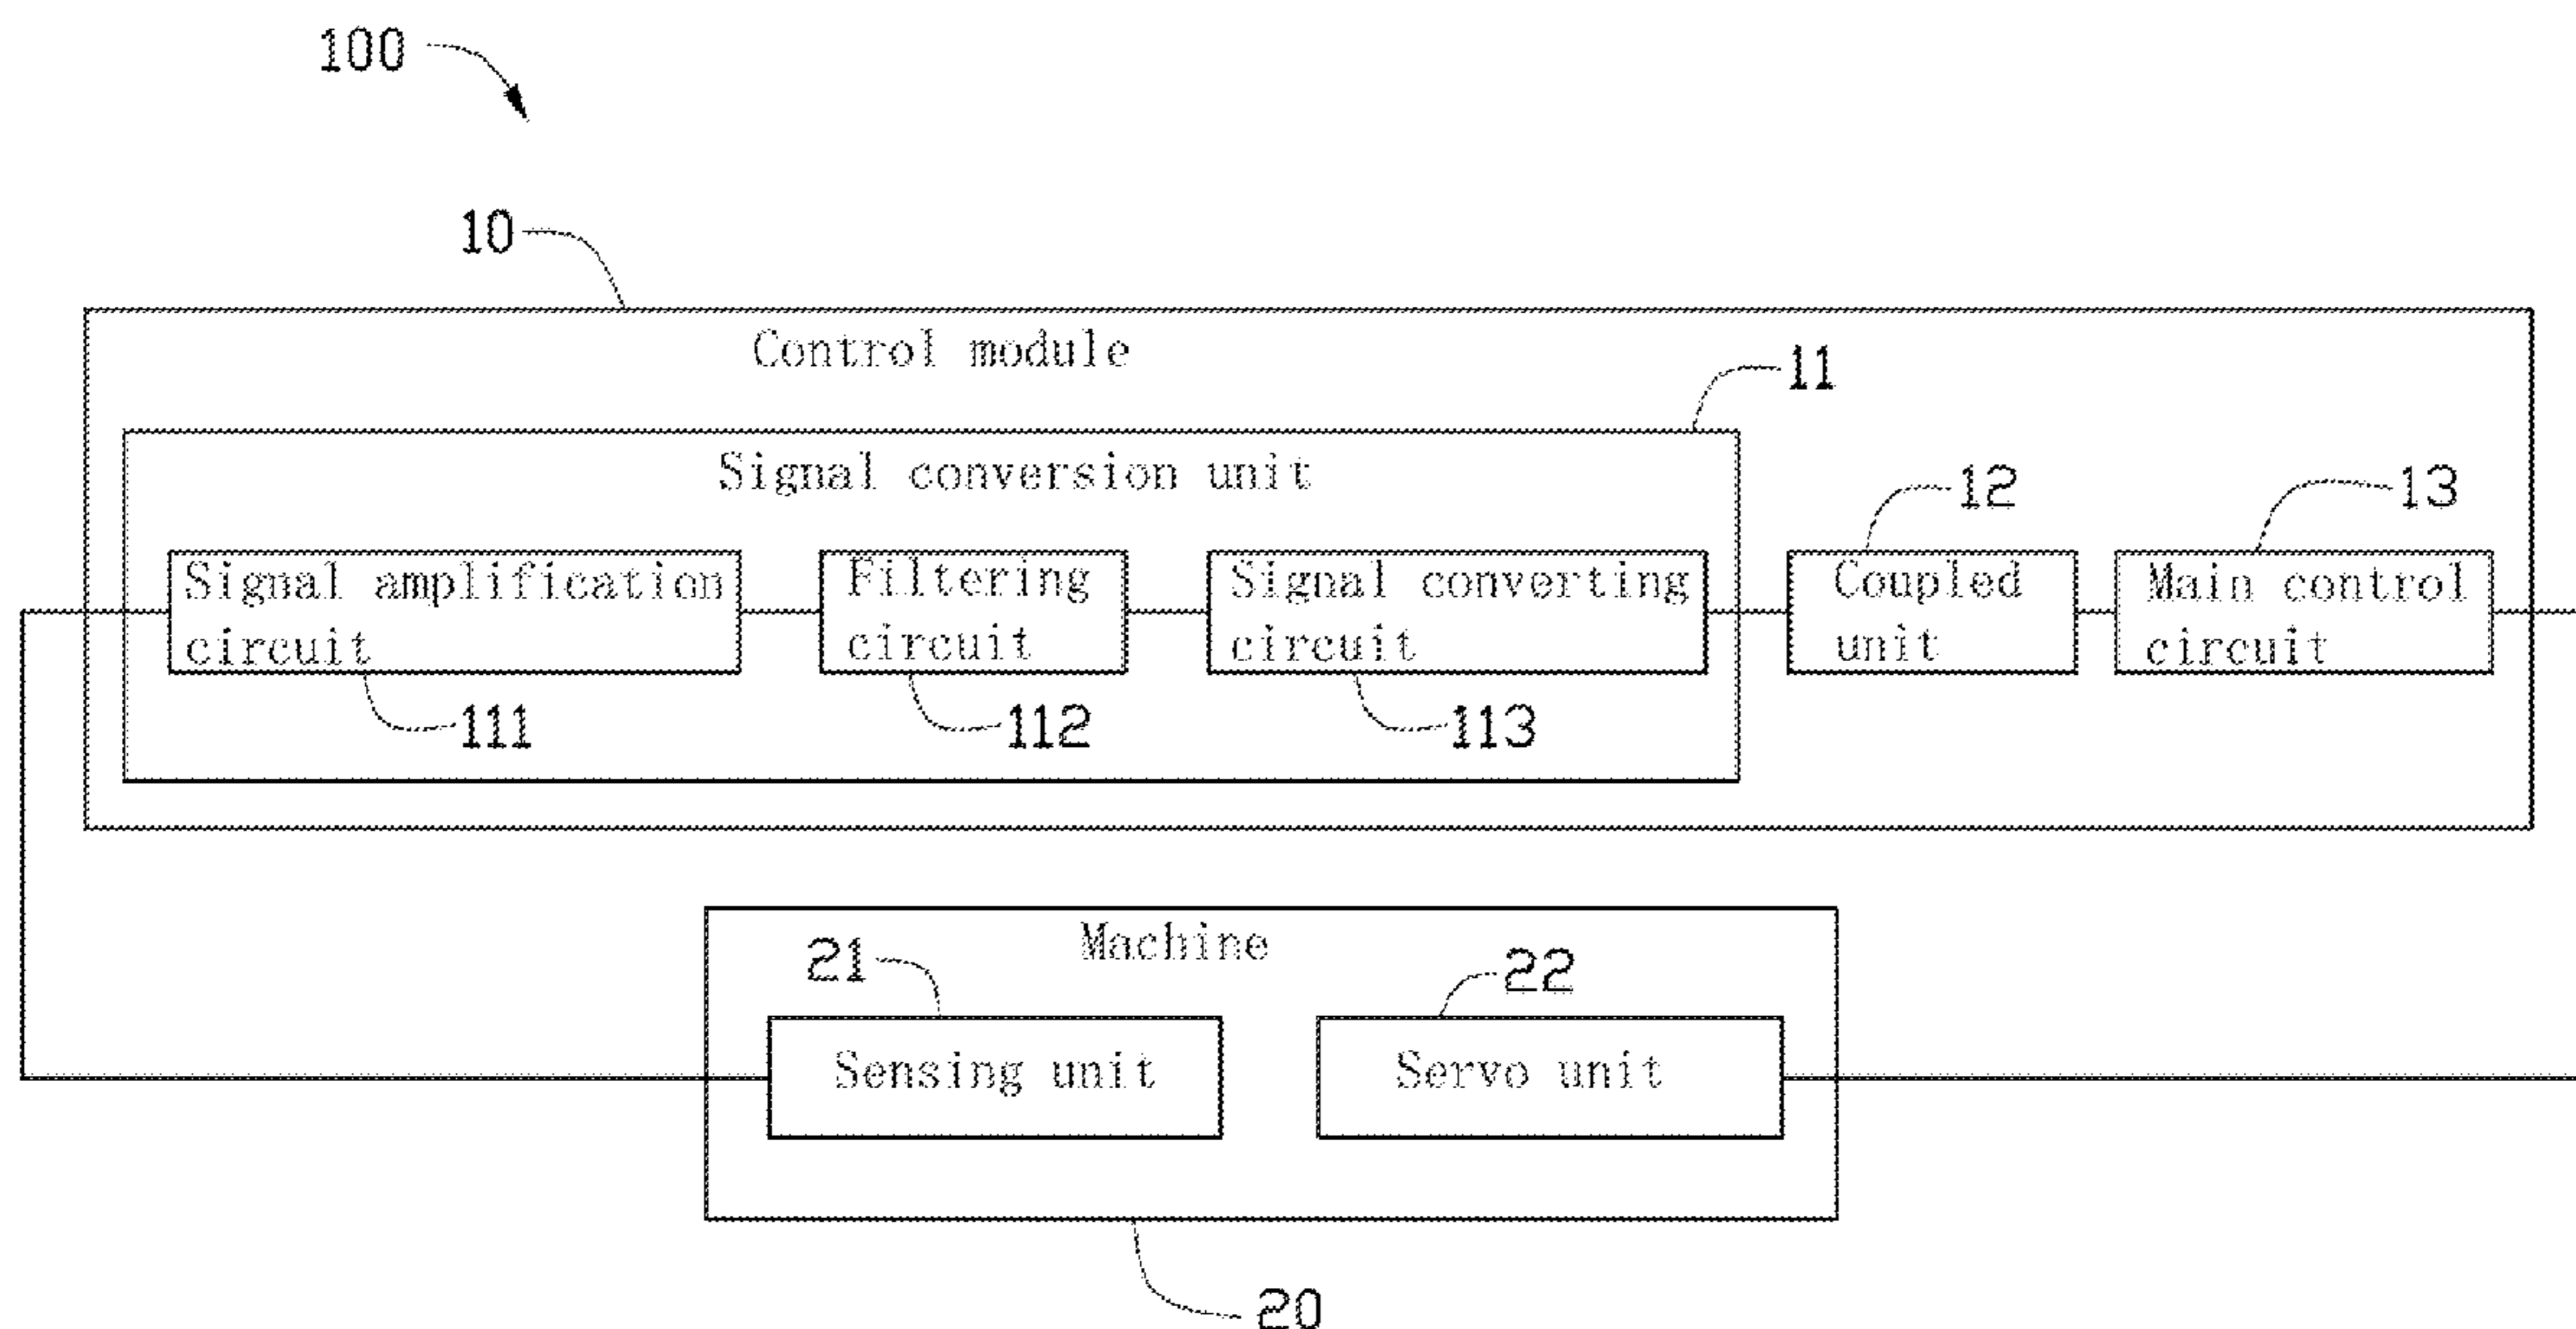 100
10
Control module
11
Signal conversion unit
12
13
Signal amplification
circuit
Filtering
circuit
Signal converting
circuit
Coupled
unit
Main control
circuit
111
112
113
Machine
21
22
Sensing unit
Servo unit
20